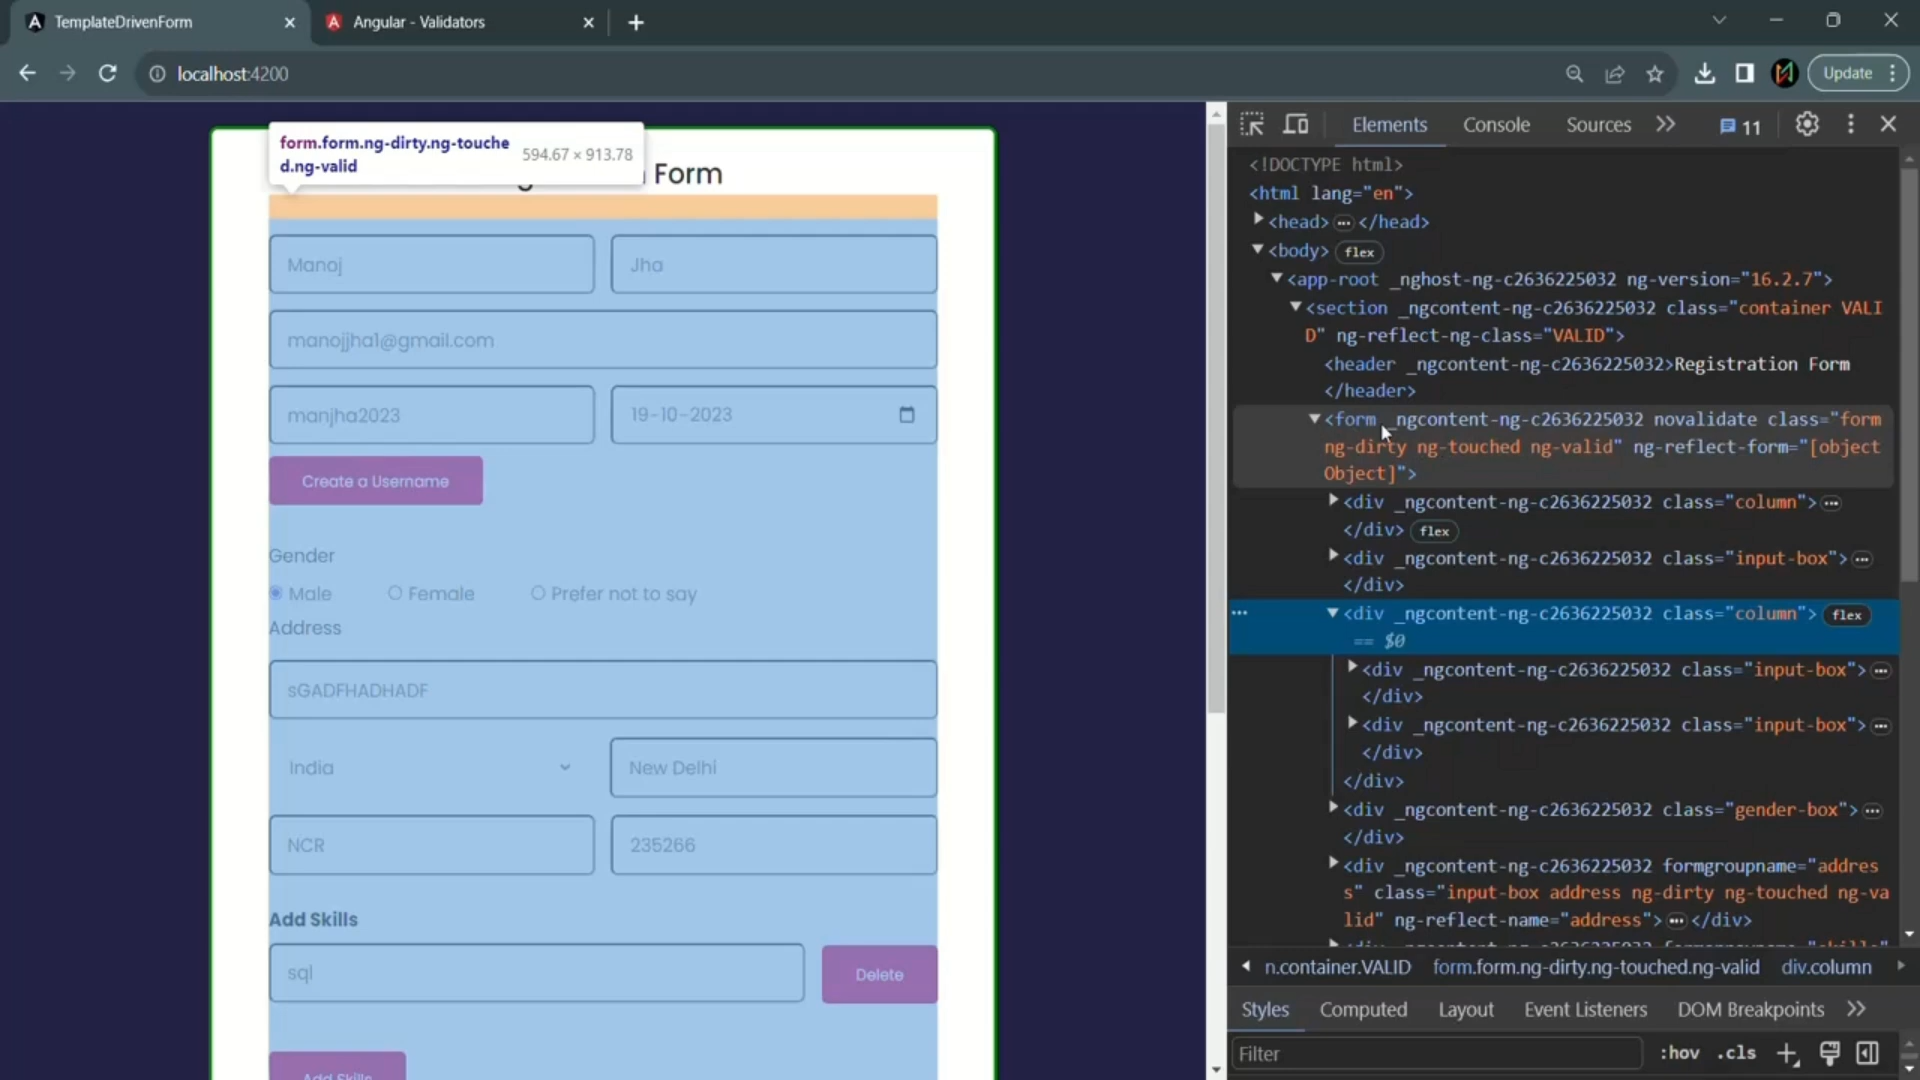 TemplateDrivenForm
Angular - Validators
localhost:4200
Update
form.form.ng-dirty.ng-touche
d.ng-valid
594.67 × 913.78
Form
Manoj
Jha
manojjha1@gmail.com
manjha2023
19-10-2023
Create a Username
Gender
Male
Female
Prefer not to say
Address
sGADFHADHADF
India
New Delhi
NCR
235266
Add Skills
sql
Delete
Add Skills
Elements
Console
Sources
11
<!DOCTYPE html>
<html lang="en">
<head> … </head>
<body> flex
<app-root _nghost-ng-c2636225032 ng-version="16.2.7">
<section _ngcontent-ng-c2636225032 class="container VALI
D" ng-reflect-ng-class="VALID">
<header _ngcontent-ng-c2636225032>Registration Form
</header>
<form _ngcontent-ng-c2636225032 novalidate class="form
ng-dirty ng-touched ng-valid" ng-reflect-form="[object
Object]">
<div _ngcontent-ng-c2636225032 class="column"> …
</div> flex
<div _ngcontent-ng-c2636225032 class="input-box"> …
</div>
… <div _ngcontent-ng-c2636225032 class="column"> flex
== $0
<div _ngcontent-ng-c2636225032 class="input-box"> …
</div>
<div _ngcontent-ng-c2636225032 class="input-box"> …
</div>
</div>
<div _ngcontent-ng-c2636225032 class="gender-box"> …
</div>
<div _ngcontent-ng-c2636225032 formgroupname="addres
s" class="input-box address ng-dirty ng-touched ng-va
lid" ng-reflect-name="address"> … </div>
n.container.VALID
form.form.ng-dirty.ng-touched.ng-valid
div.column
Styles
Computed
Layout
Event Listeners
DOM Breakpoints
Filter
:hov
.cls